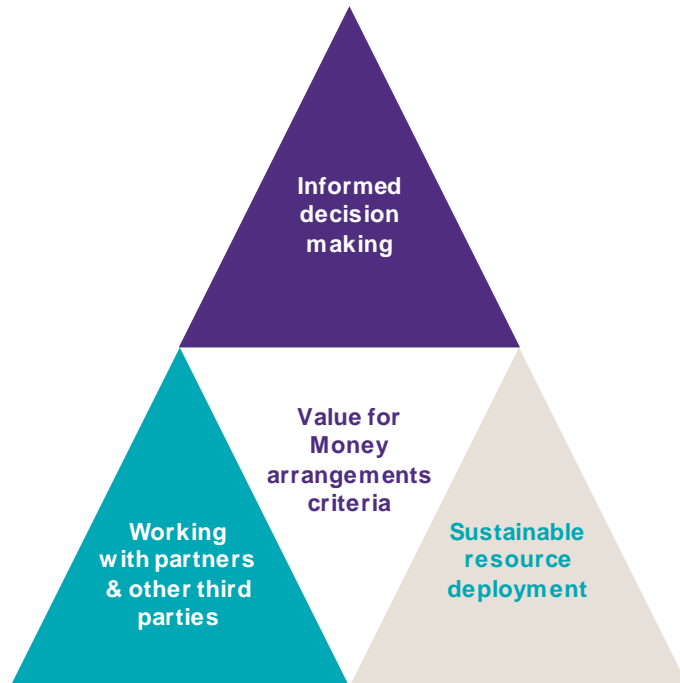 Informed
decision
making
Value for
Money
arrangements
criteria
Working
with partners
& other third
parties
Sustainable
resource
deployment